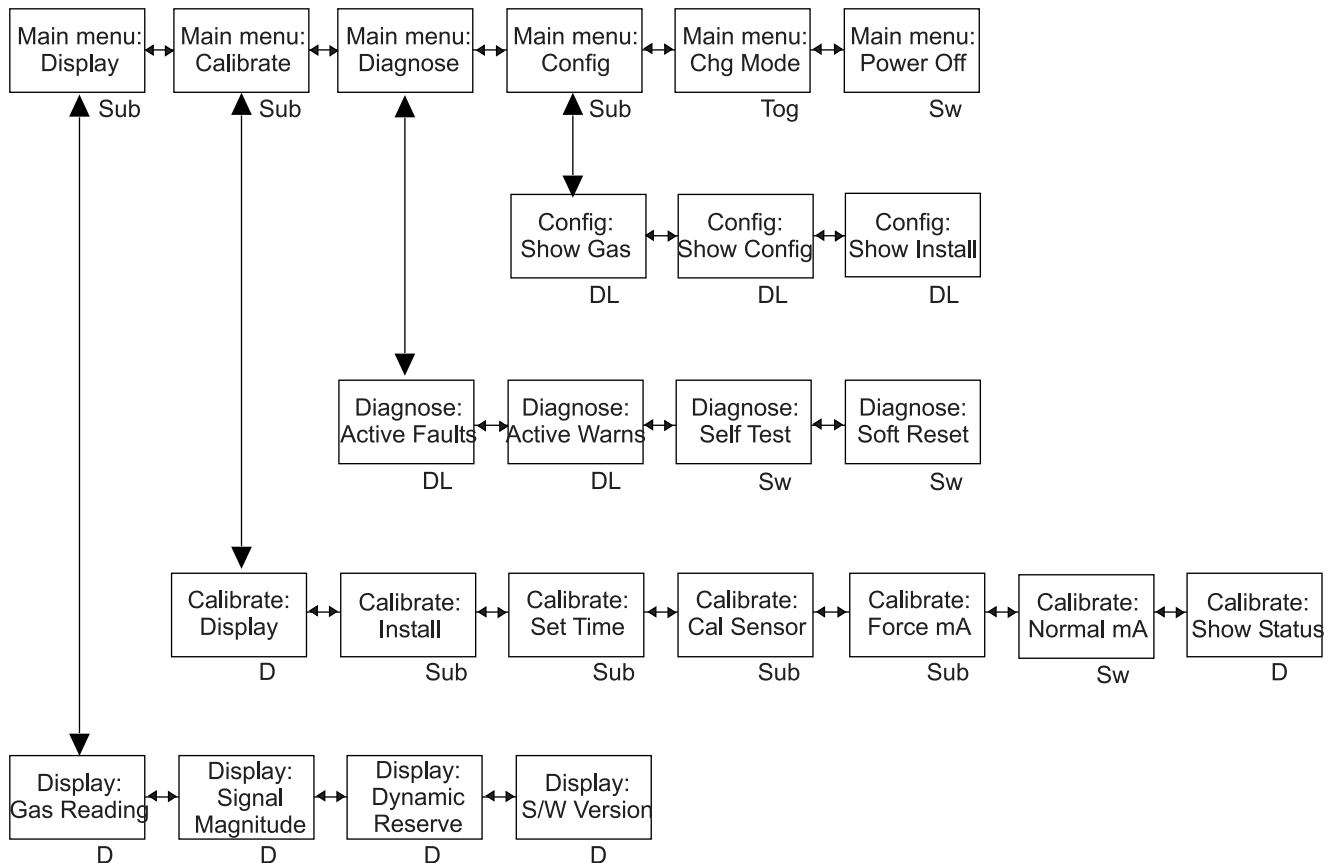 Main menu:
Display
Sub
Main menu:
Calibrate
Sub
Main menu:
Diagnose
Main menu:
Config
Sub
Main menu:
Chg Mode
Tog
Main menu:
Power Off
Sw
Config:
Show Gas
DL
Config:
Show Config
DL
Config:
Show Install
DL
Diagnose:
Active Faults
DL
Diagnose:
Active Warns
DL
Diagnose:
Self Test
Sw
Diagnose:
Soft Reset
Sw
Calibrate:
Display
D
Calibrate:
Install
Sub
Calibrate:
Set Time
Sub
Calibrate:
Cal Sensor
Sub
Calibrate:
Force mA
Sub
Calibrate:
Normal mA
Sw
Calibrate:
Show Status
D
Display:
Gas Reading
D
Display:
Signal
Magnitude
D
Display:
Dynamic
Reserve
D
Display:
S/W Version
D